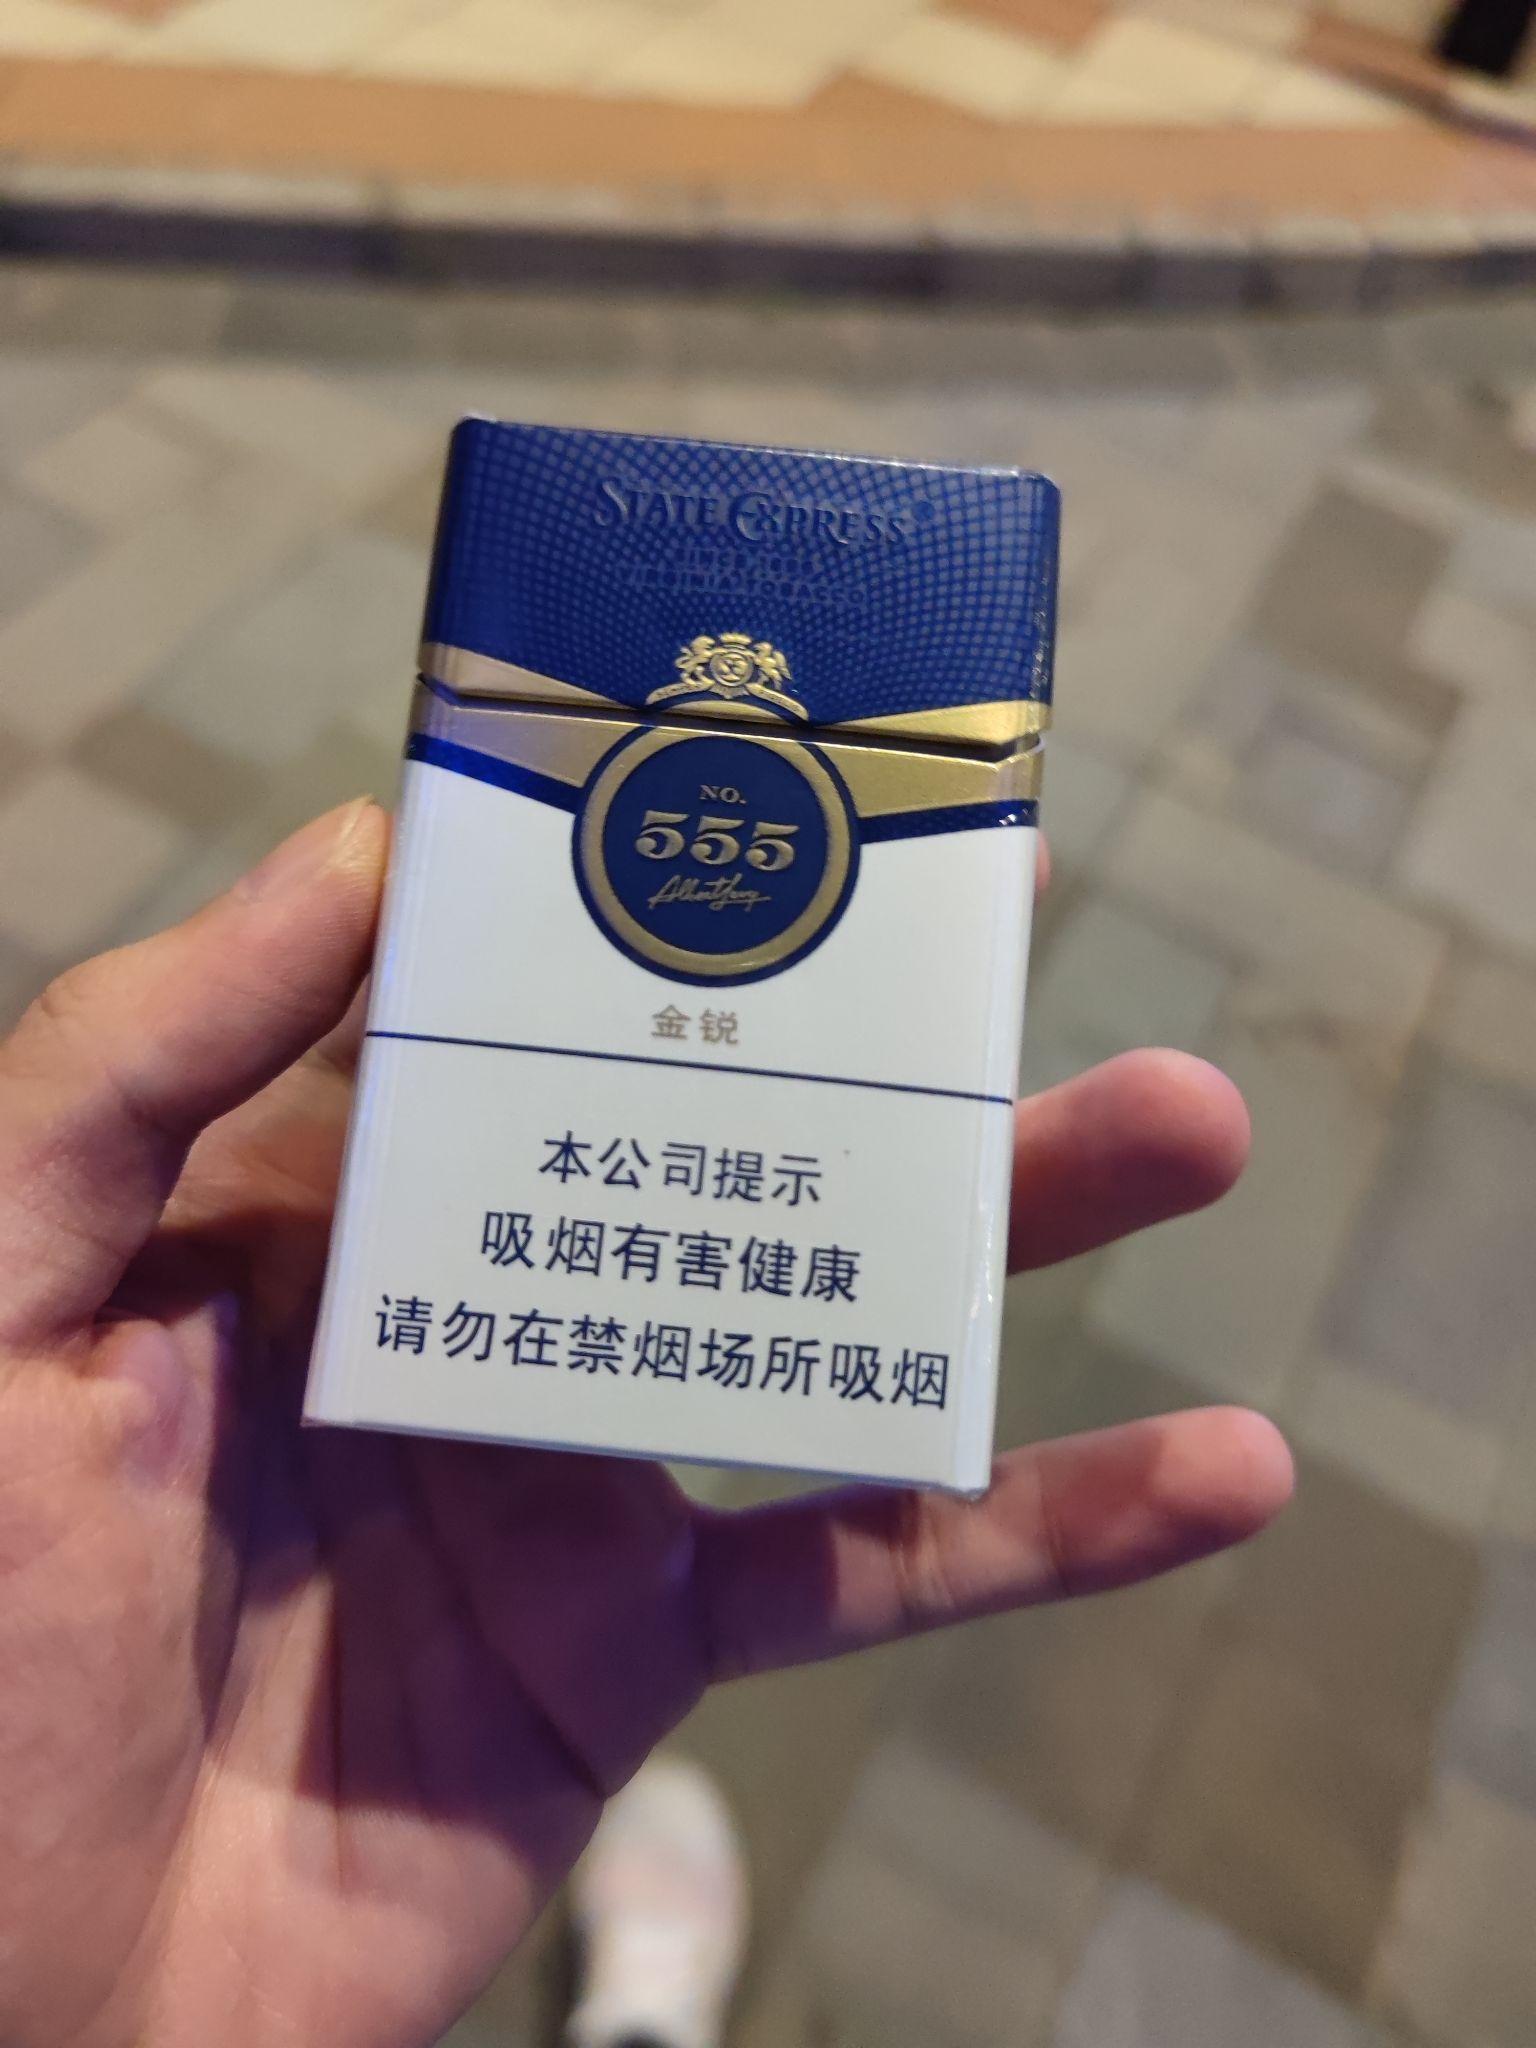 STATE EXPRESS®
NO.
555
金锐
本公司提示
吸烟有害健康
请勿在禁烟场所吸烟